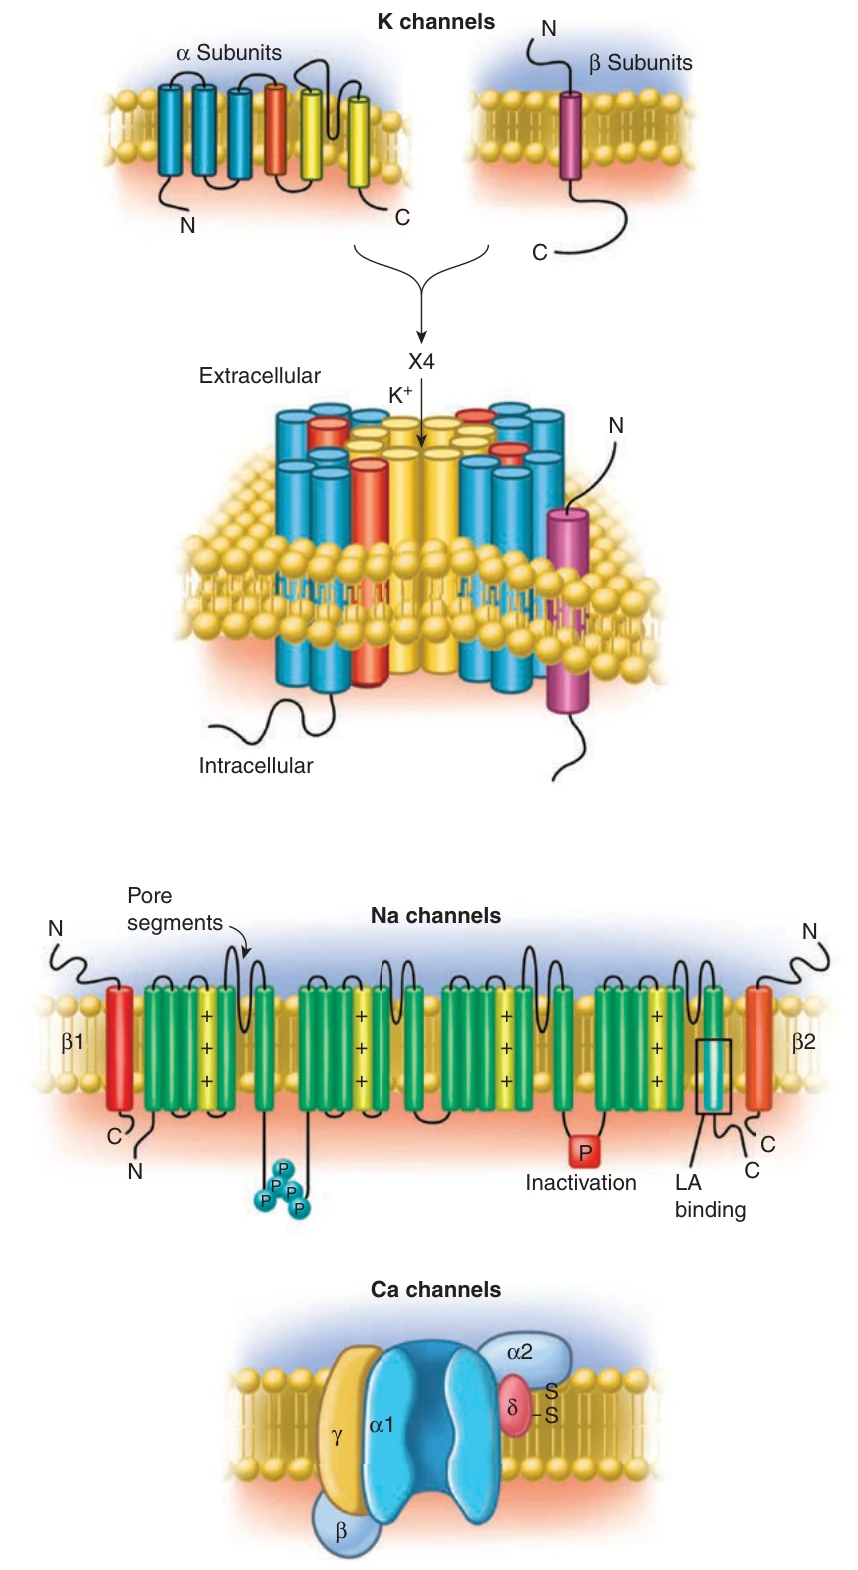 K channels
α Subunits
N
β Subunits
N
C
C
X4
Extracellular
K+
N
Intracellular
Pore
segments
Na channels
N
N
+
+
+
+
β1
+
+
+
+
β2
+
+
+
+
C
N
P
P
P
P
P
P
Inactivation
LA
binding
C
C
Ca channels
α2
S
δ
-S
α1
γ
β